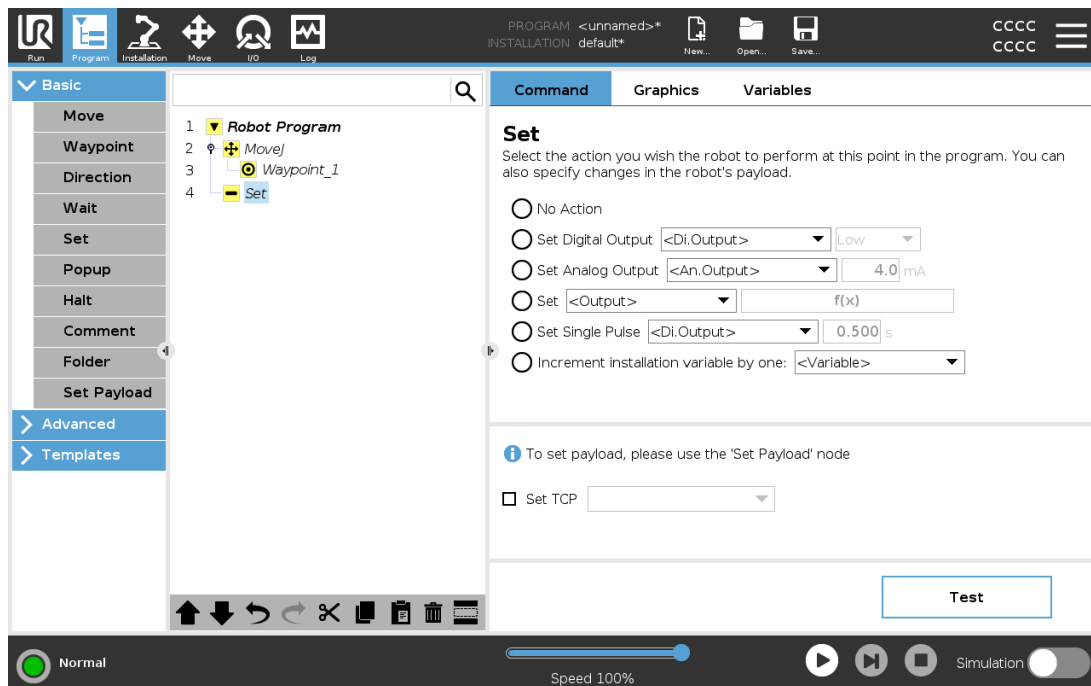 PROGRAM <unnamed>*
INSTALLATION default*
CCCC
CCCC
Run
Program
Installation
Move
I/O
Log
New...
Open...
Save...
Basic
Move
Waypoint
Direction
Wait
Set
Popup
Halt
Comment
Folder
Set Payload
Advanced
Templates
1 Robot Program
2 MoveJ
3 Waypoint_1
4 Set
Command Graphics Variables
Set
Select the action you wish the robot to perform at this point in the program. You can
also specify changes in the robot's payload.
No Action
Set Digital Output <Di.Output> Low
Set Analog Output <An.Output> 4.0 mA
Set <Output> f(x)
Set Single Pulse <Di.Output> 0.500 s
Increment installation variable by one: <Variable>
To set payload, please use the 'Set Payload' node
Set TCP
Test
Normal
Speed 100%
Simulation